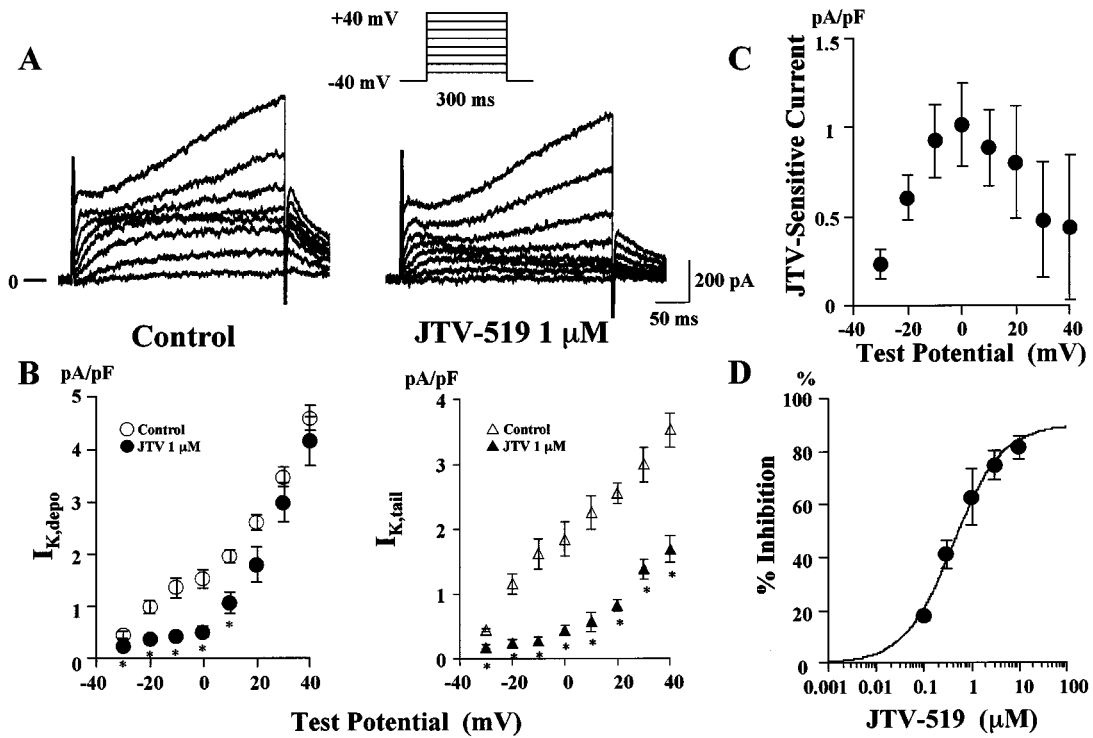 A
+40 mV
-40 mV
300 ms
0
200 pA
50 ms
Control
JTV-519 1 μM
C
pA/pF
JTV-Sensitive Current
1.5
1
0.5
0
-40
-20
0
20
40
Test Potential (mV)
B
pA/pF
I K,depo
5
4
3
2
1
0
Control
JTV 1 μM
* * * * *
-40
-20
0
20
40
pA/pF
I K,tail
4
3
2
1
0
Control
JTV 1 μM
* * * * * * * *
-40
-20
0
20
40
Test Potential (mV)
D
%
% Inhibition
100
80
60
40
20
0
0.001
0.01
0.1
1
10
100
JTV-519 (μM)